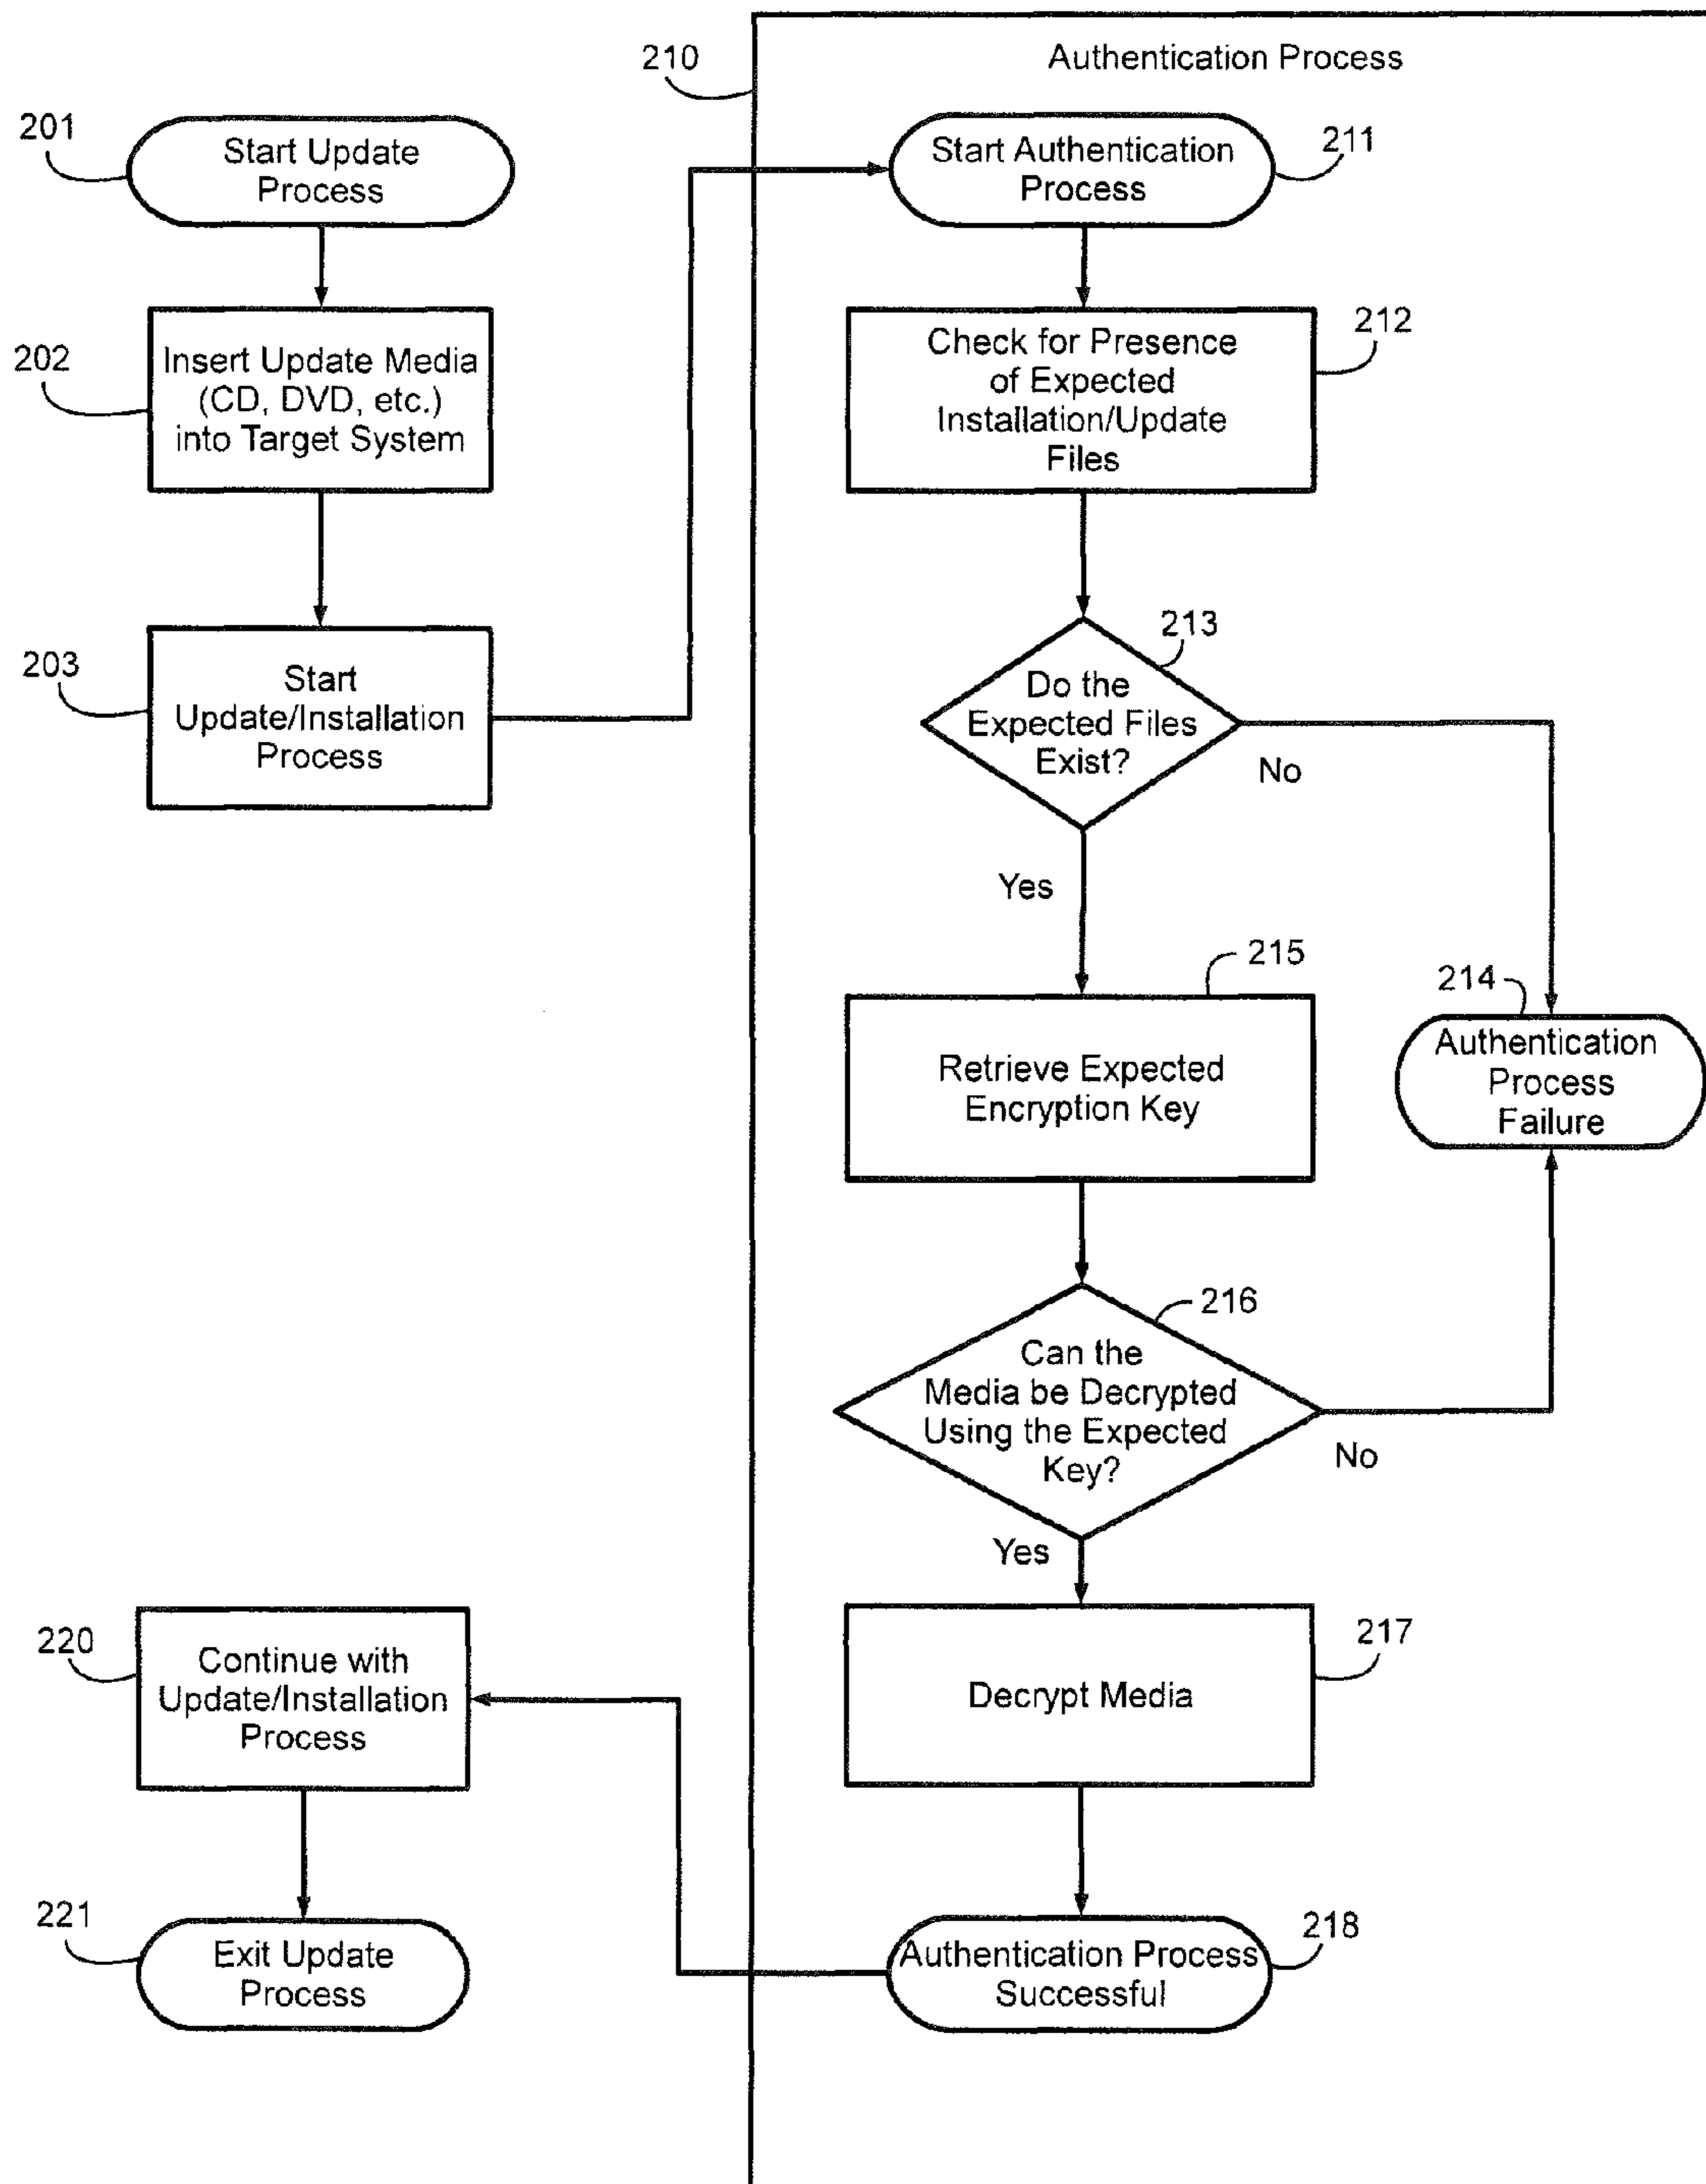 210
Authentication Process
201
Start Update
Process
202
Insert Update Media
(CD, DVD, etc.)
into Target System
203
Start
Update/Installation
Process
211
Start Authentication
Process
212
Check for Presence
of Expected
Installation/Update
Files
213
Do the
Expected Files
Exist?
No
Yes
214
Authentication
Process
Failure
215
Retrieve Expected
Encryption Key
216
Can the
Media be Decrypted
Using the Expected
Key?
No
Yes
217
Decrypt Media
218
Authentication Process
Successful
220
Continue with
Update/Installation
Process
221
Exit Update
Process